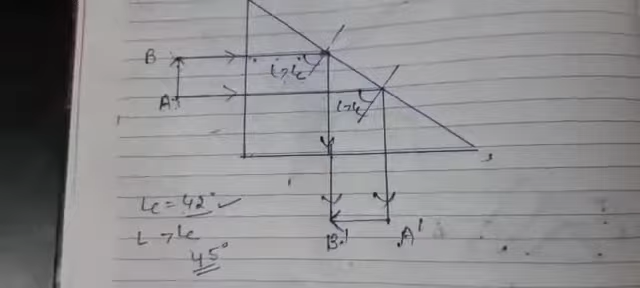 B
i>ic
A
i>ic
B' A'
ic = 42° ✓
i > ic
45°